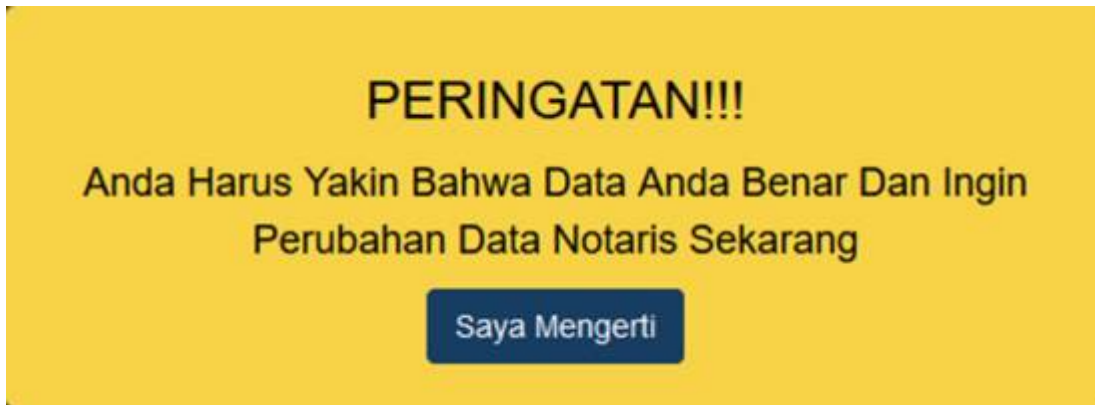 PERINGATAN!!!
Anda Harus Yakin Bahwa Data Anda Benar Dan Ingin
Perubahan Data Notaris Sekarang
Saya Mengerti